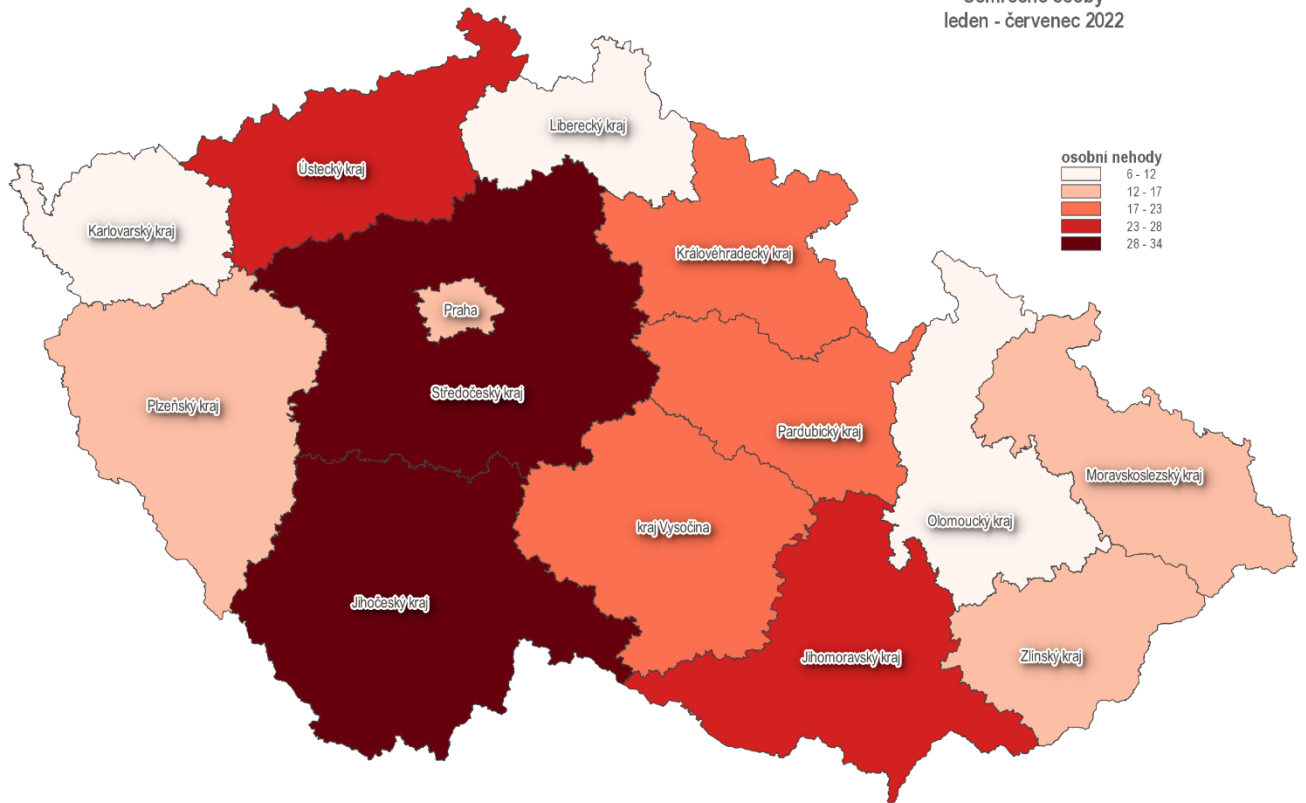 leden - červenec 2022
Liberecký kraj
osobní nehody
6 - 12
12 - 17
17 - 23
23 - 28
28 - 34
Ústecký kraj
Karlovarský kraj
Královéhradecký kraj
Praha
Středočeský kraj
Plzeňský kraj
Pardubický kraj
Moravskoslezský kraj
Olomoucký kraj
kraj Vysočina
Jihočeský kraj
Jihomoravský kraj
Zlínský kraj